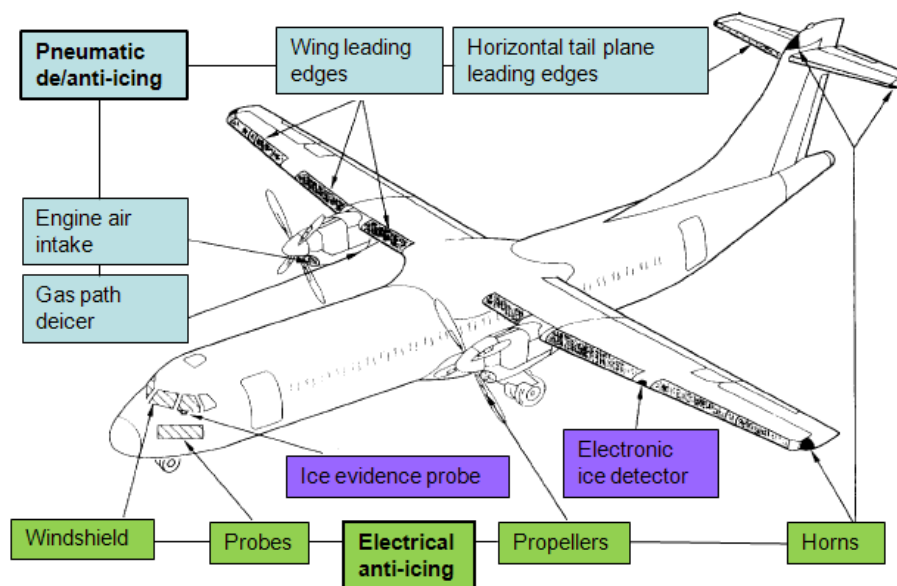 Pneumatic
de/anti-icing
Wing leading
edges
Horizontal tail plane
leading edges
Engine air
intake
Gas path
deicer
Ice evidence probe
Electronic
ice detector
Windshield
Probes
Electrical
anti-icing
Propellers
Horns